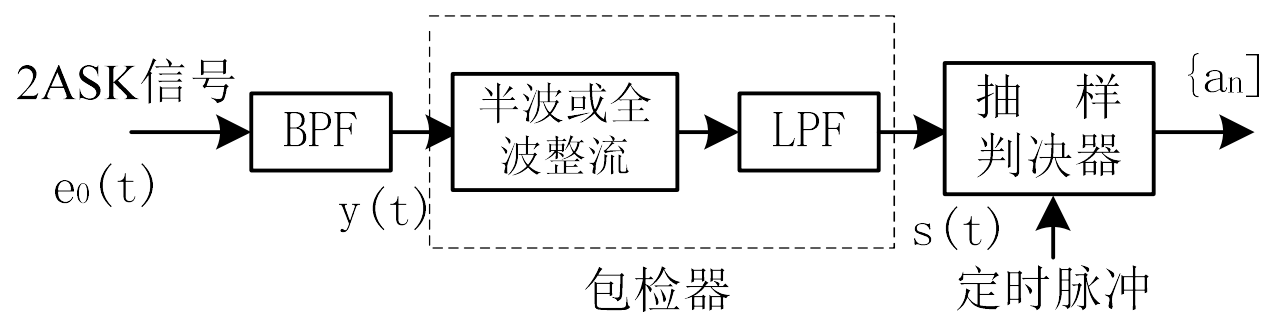 2ASK信号
e0(t)
BPF
y(t)
半波或全
波整流
LPF
包检器
s(t)
抽 样
判决器
定时脉冲
{an]